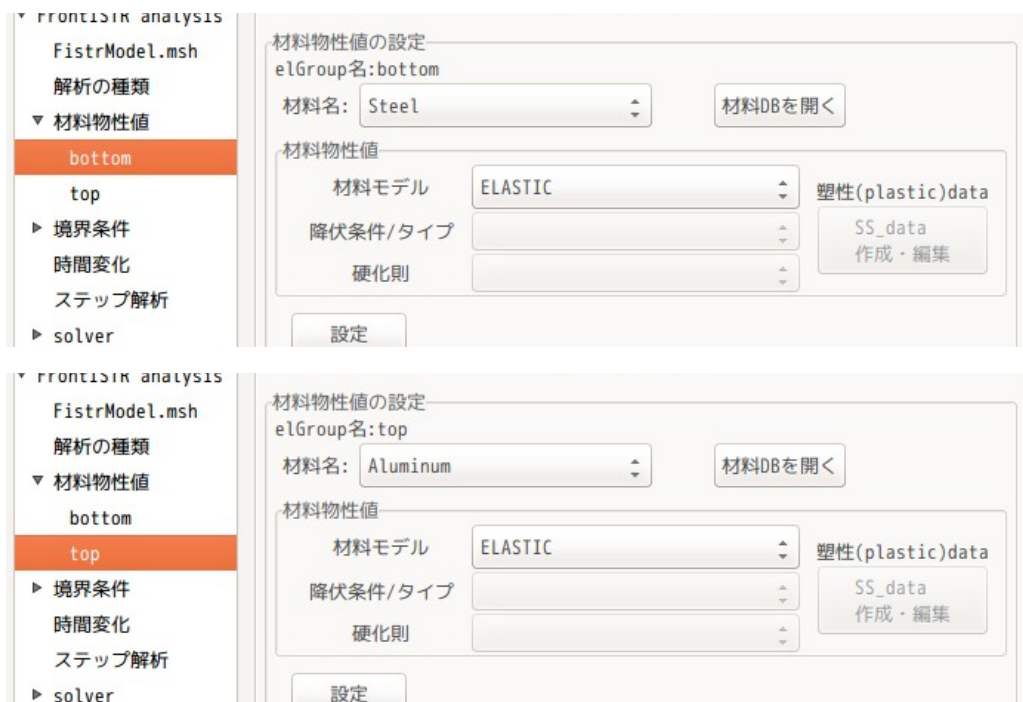 FrontISTR analysis
FistrModel.msh
解析の種類
材料物性値
bottom
top
境界条件
時間変化
ステップ解析
solver
材料物性値の設定
elGroup名:bottom
材料名: Steel 材料DBを開く
材料物性値
材料モデル ELASTIC 塑性(plastic)data
降伏条件/タイプ SS_data
作成・編集
硬化則
設定
FrontISTR analysis
FistrModel.msh
解析の種類
材料物性値
bottom
top
境界条件
時間変化
ステップ解析
solver
材料物性値の設定
elGroup名:top
材料名: Aluminum 材料DBを開く
材料物性値
材料モデル ELASTIC 塑性(plastic)data
降伏条件/タイプ SS_data
作成・編集
硬化則
設定